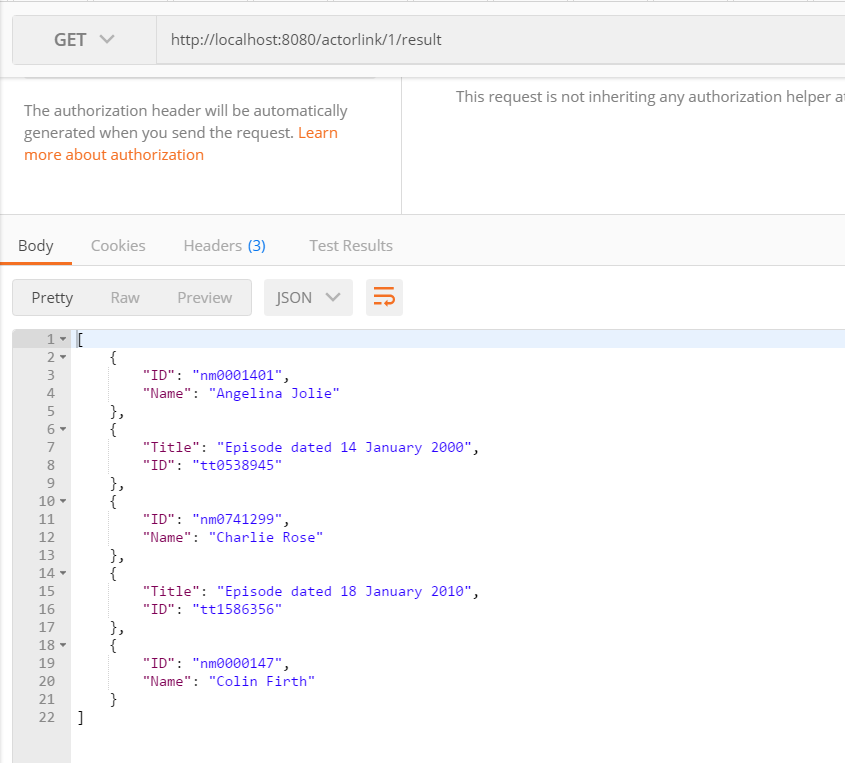 GET http://localhost:8080/actorlink/1/result
The authorization header will be automatically
generated when you send the request. Learn
more about authorization
This request is not inheriting any authorization helper
Body Cookies Headers (3) Test Results
Pretty Raw Preview JSON
1 [
2 {
3 "ID": "nm0001401",
4 "Name": "Angelina Jolie"
5 },
6 {
7 "Title": "Episode dated 14 January 2000",
8 "ID": "tt0538945"
9 },
10 {
11 "ID": "nm0741299",
12 "Name": "Charlie Rose"
13 },
14 {
15 "Title": "Episode dated 18 January 2010",
16 "ID": "tt1586356"
17 },
18 {
19 "ID": "nm0000147",
20 "Name": "Colin Firth"
21 }
22 ]